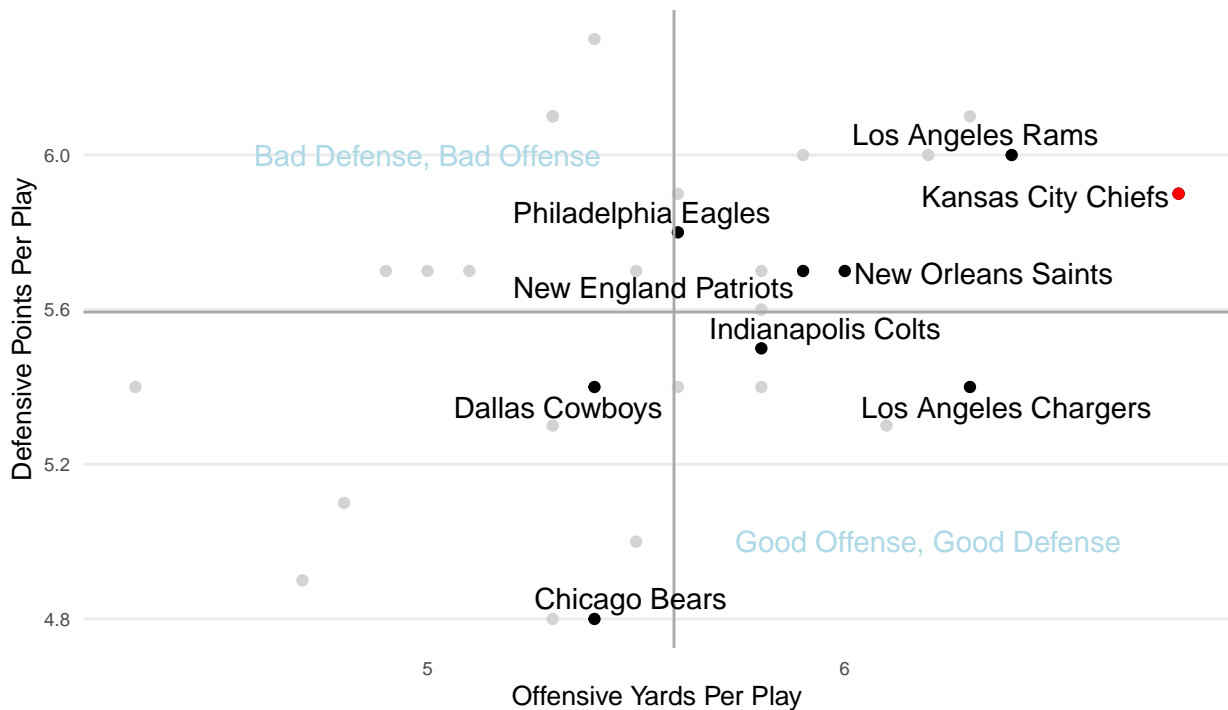 Los Angeles Rams
6.0
Bad Defense, Bad Offense
Kansas City Chiefs
Philadelphia Eagles
New Orleans Saints
New England Patriots
5.6
Indianapolis Colts
Dallas Cowboys
Los Angeles Chargers
5.2
Good Offense, Good Defense
Chicago Bears
4.8
Defensive Points Per Play
5
6
Offensive Yards Per Play